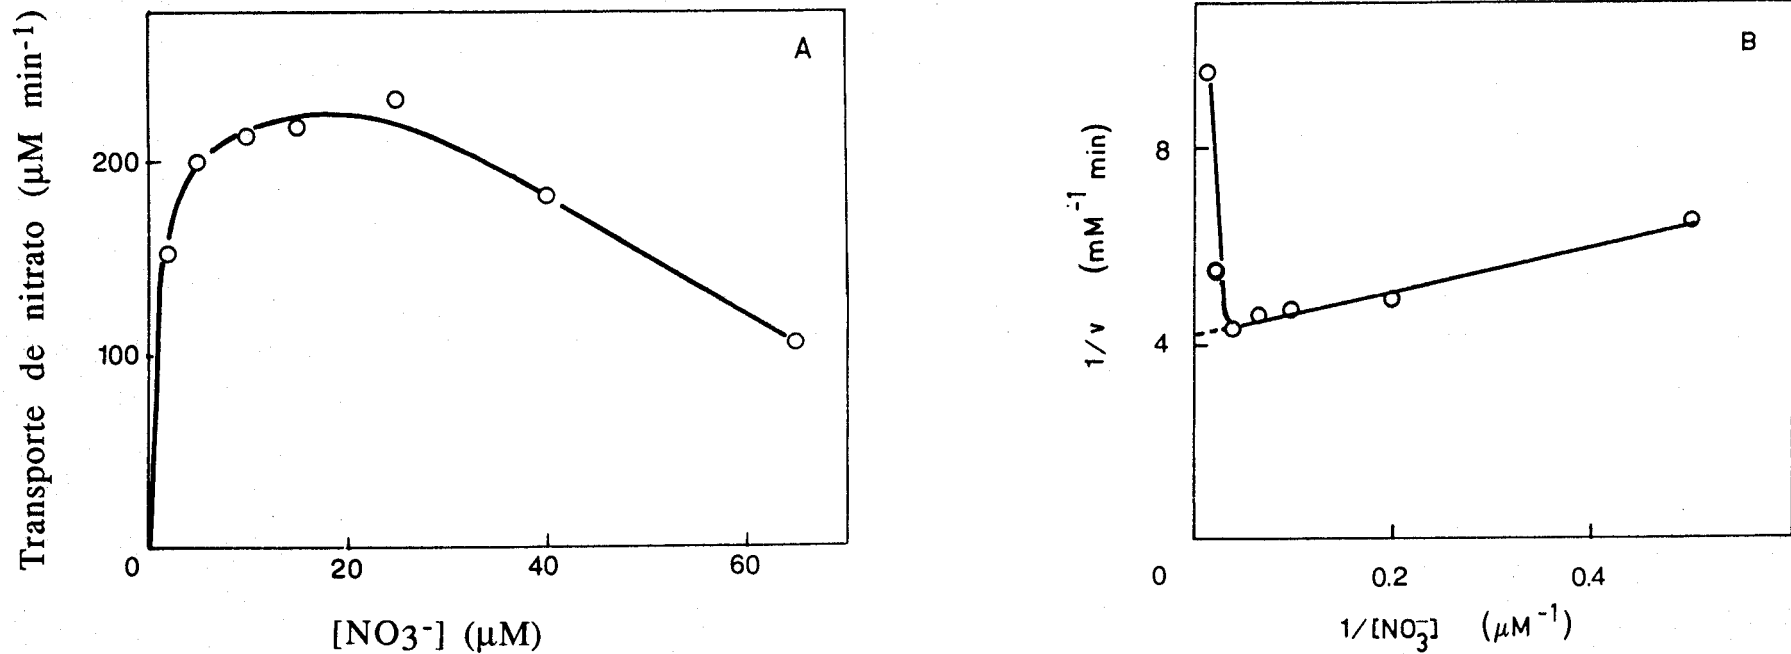 Transporte de nitrato (μM min-1)
A
200
100
0
20
40
60
[NO3-] (μM)
B
1/v (mM-1 min)
8
4
0
0.2
0.4
1/[NO3-] (μM-1)